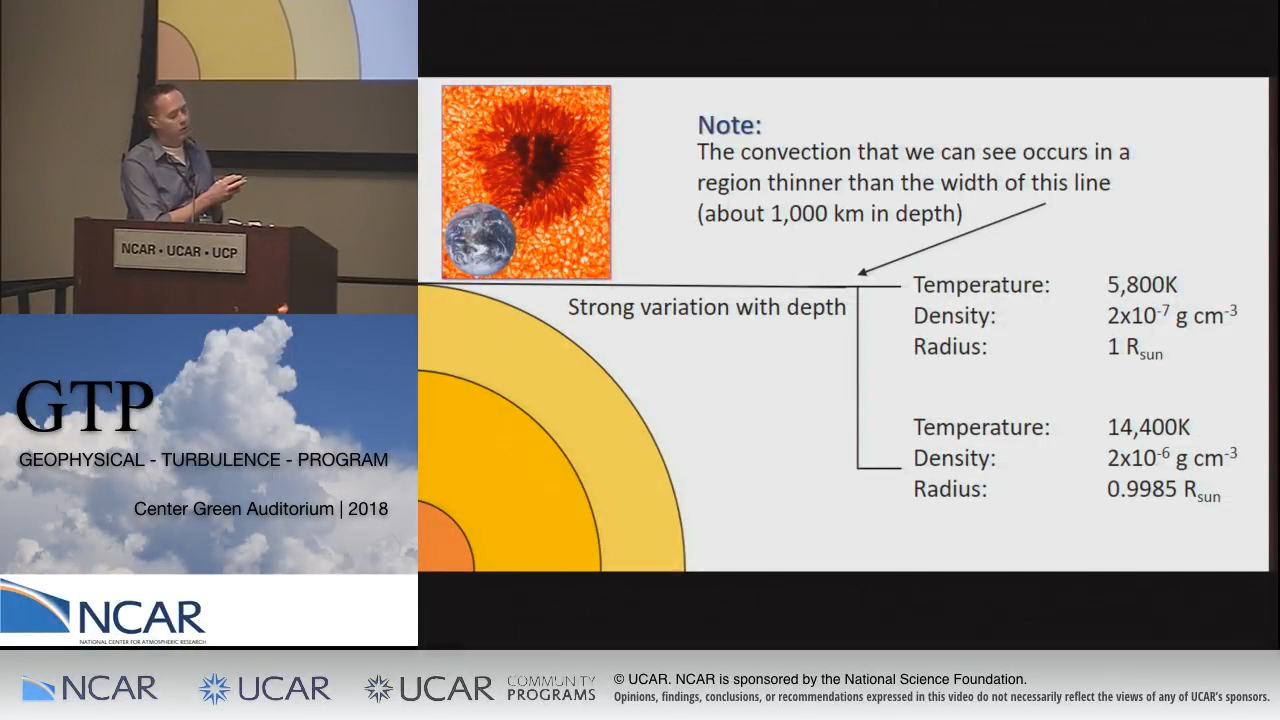 NCAR • UCAR • UCP
GTP
GEOPHYSICAL - TURBULENCE - PROGRAM
Center Green Auditorium | 2018
NCAR
NATIONAL CENTER FOR ATMOSPHERIC RESEARCH
Note:
The convection that we can see occurs in a
region thinner than the width of this line
(about 1,000 km in depth)
Strong variation with depth
Temperature: 5,800K
Density: 2x10-7 g cm-3
Radius: 1 Rsun
Temperature: 14,400K
Density: 2x10-6 g cm-3
Radius: 0.9985 Rsun
NCAR
UCAR
UCAR
COMMUNITY
PROGRAMS
© UCAR. NCAR is sponsored by the National Science Foundation.
Opinions, findings, conclusions, or recommendations expressed in this video do not necessarily reflect the views of any of UCAR's sponsors.